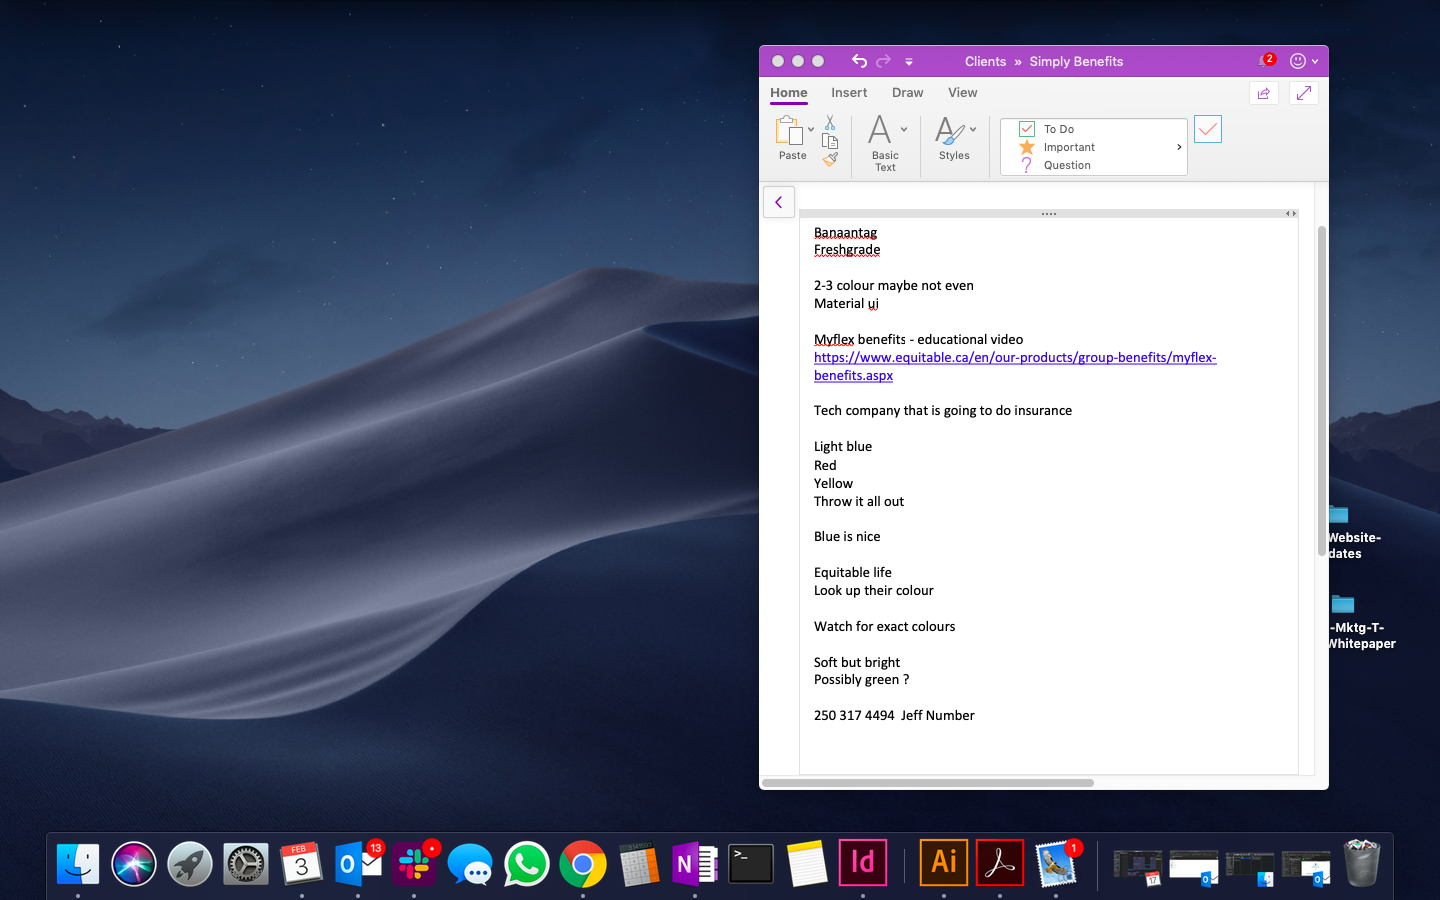 Clients » Simply Benefits
2
Home Insert Draw View
Paste
Basic
Text
Styles
To Do
Important
Question
Banaantag
Freshgrade
2-3 colour maybe not even
Material ui
Myflex benefits - educational video
https://www.equitable.ca/en/our-products/group-benefits/myflex-
benefits.aspx
Tech company that is going to do insurance
Light blue
Red
Yellow
Throw it all out
Blue is nice
Equitable life
Look up their colour
Watch for exact colours
Soft but bright
Possibly green ?
250 317 4494 Jeff Number
Website-
dates
-Mktg-T-
Whitepaper
FEB
3
13
1
17
Id
Ai
N
O
>_